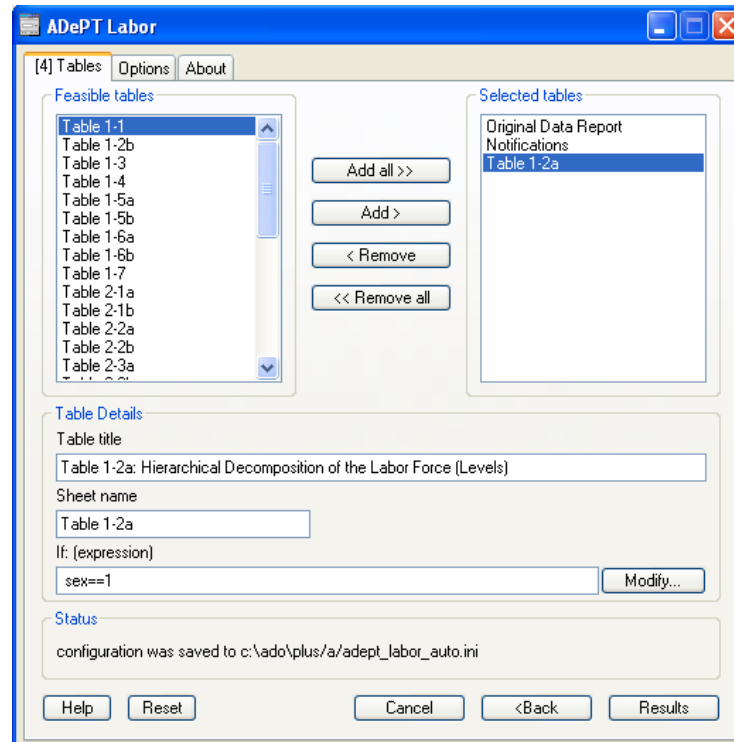 ADePT Labor
[4] Tables Options About
Feasible tables
Table 1-1
Table 1-2b
Table 1-3
Table 1-4
Table 1-5a
Table 1-5b
Table 1-6a
Table 1-6b
Table 1-7
Table 2-1a
Table 2-1b
Table 2-2a
Table 2-2b
Table 2-3a
Add all >>
Add >
< Remove
<< Remove all
Selected tables
Original Data Report
Notifications
Table 1-2a
Table Details
Table title
Table 1-2a: Hierarchical Decomposition of the Labor Force (Levels)
Sheet name
Table 1-2a
If: (expression)
sex==1
Modify...
Status
configuration was saved to c:\ado\plus/a/adept_labor_auto.ini
Help Reset Cancel <Back Results